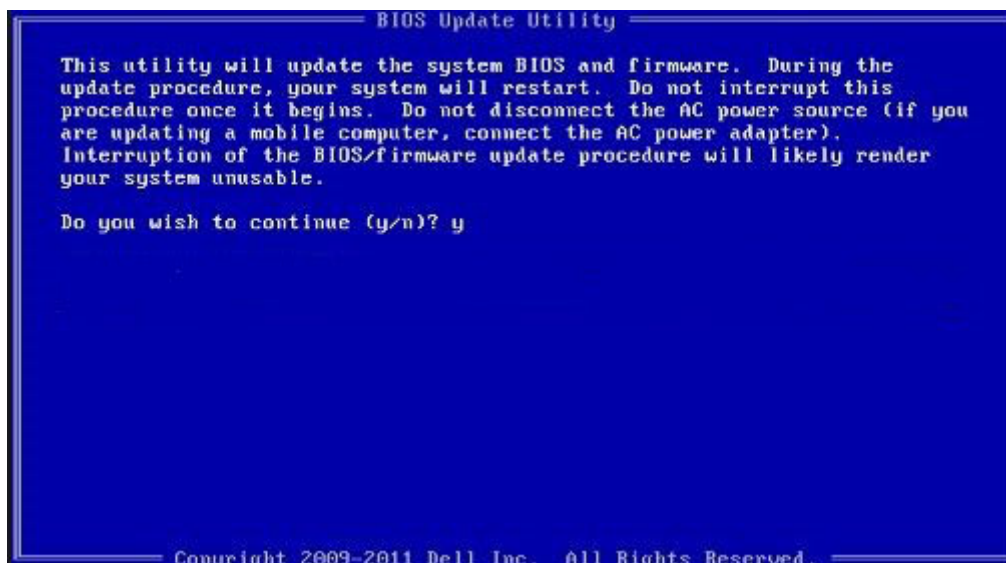 BIOS Update Utility
This utility will update the system BIOS and firmware. During the
update procedure, your system will restart. Do not interrupt this
procedure once it begins. Do not disconnect the AC power source (if you
are updating a mobile computer, connect the AC power adapter).
Interruption of the BIOS/firmware update procedure will likely render
your system unusable.
Do you wish to continue (y/n)? y
Copyright 2009-2011 Dell Inc. All Rights Reserved.